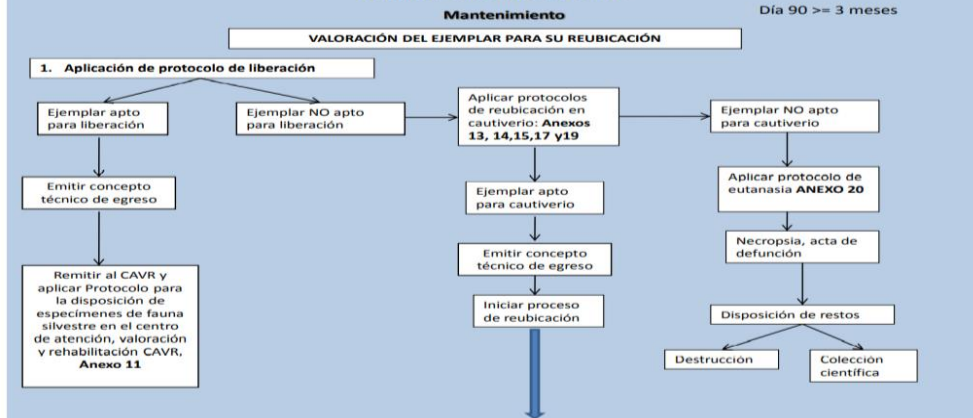 Mantenimiento
Día 90 >= 3 meses
VALORACIÓN DEL EJEMPLAR PARA SU REUBICACIÓN
1. Aplicación de protocolo de liberación
Ejemplar apto
para liberación
Ejemplar NO apto
para liberación
Aplicar protocolos
de reubicación en
cautiverio: Anexos
13, 14,15,17 y19
Ejemplar NO apto
para cautiverio
Emitir concepto
técnico de egreso
Ejemplar apto
para cautiverio
Aplicar protocolo de
eutanasia ANEXO 20
Remitir al CAVR y
aplicar Protocolo para
la disposición de
especímenes de fauna
silvestre en el centro
de atención, valoración
y rehabilitación CAVR,
Anexo 11
Emitir concepto
técnico de egreso
Necropsia, acta de
defunción
Iniciar proceso
de reubicación
Disposición de restos
Destrucción
Colección
científica